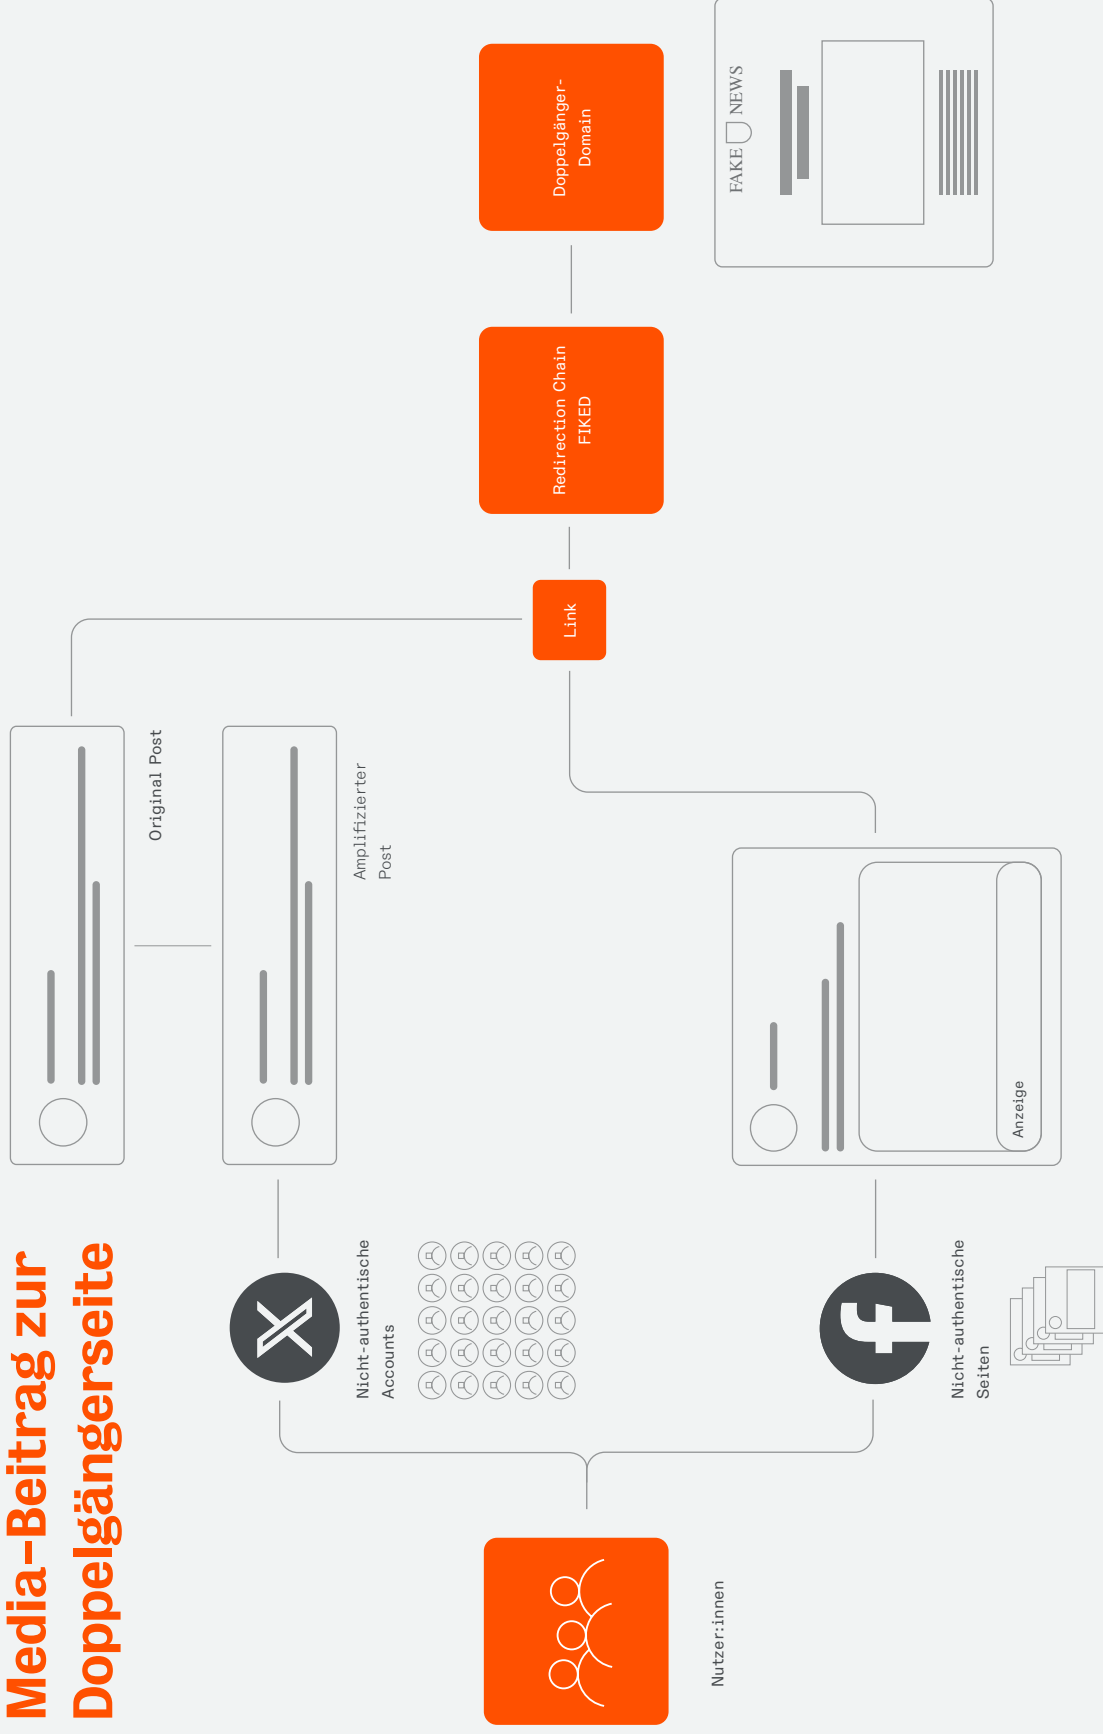 Media-Beitrag zur
Doppelgängerseite
Nutzer:innen
Nicht-authentische
Accounts
Nicht-authentische
Seiten
Original Post
Amplifizierter
Post
Anzeige
Link
Redirection Chain
FIKED
Doppelgänger-
Domain
FAKE NEWS